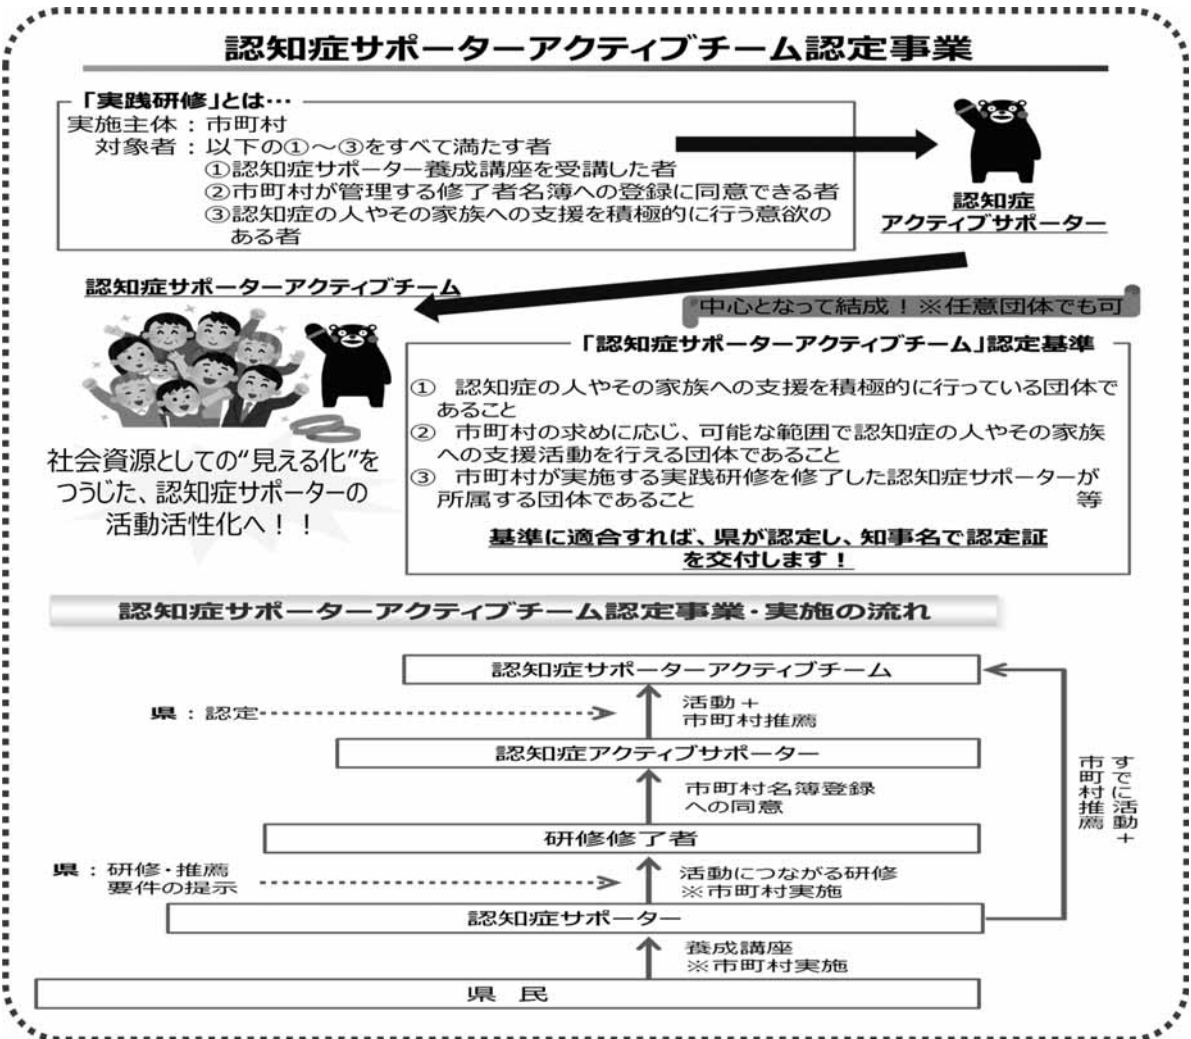 認知症サポーターアクティブチーム認定事業
「実践研修」とは…
実施主体：市町村
対象者：以下の①～③をすべて満たす者
①認知症サポーター養成講座を受講した者
②市町村が管理する修了者名簿への登録に同意できる者
③認知症の人やその家族への支援を積極的に行う意欲の
ある者
認知症
アクティブサポーター
認知症サポーターアクティブチーム
中心となって結成！※任意団体でも可
社会資源としての“見える化”を
つうじた、認知症サポーターの
活動活性化へ！！
「認知症サポーターアクティブチーム」認定基準
① 認知症の人やその家族への支援を積極的に行っている団体で
あること
② 市町村の求めに応じ、可能な範囲で認知症の人やその家族
への支援活動を行える団体であること
③ 市町村が実施する実践研修を修了した認知症サポーターが
所属する団体であること 等
基準に適合すれば、県が認定し、知事名で認定証
を交付します！
認知症サポーターアクティブチーム認定事業・実施の流れ
認知症サポーターアクティブチーム
県：認定
活動＋
市町村推薦
認知症アクティブサポーター
市町村名簿登録
への同意
すでに活動＋
市町村推薦
研修修了者
県：研修・推薦
要件の提示
活動につながる研修
※市町村実施
認知症サポーター
養成講座
※市町村実施
県 民